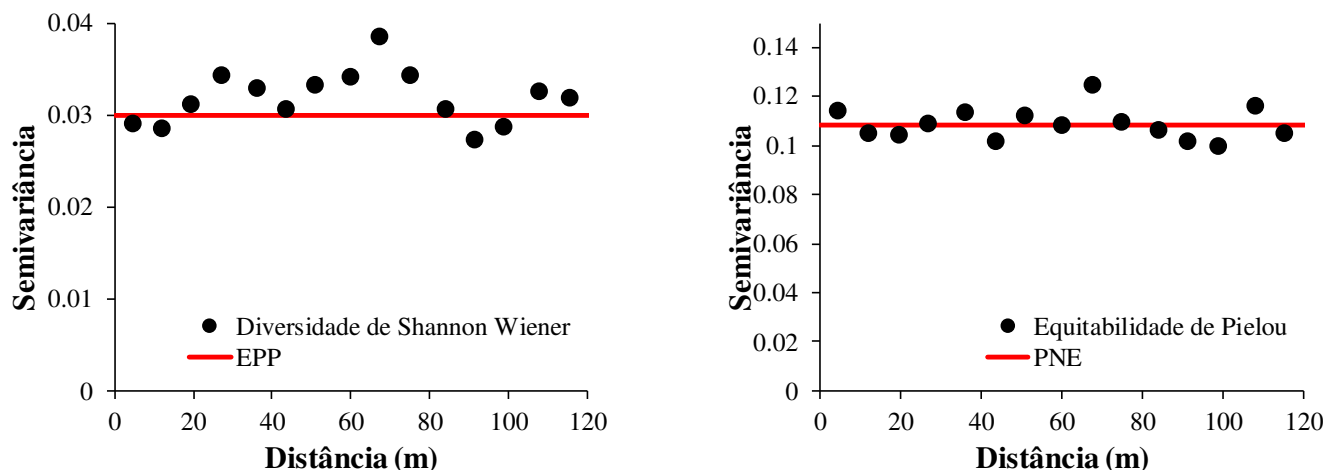 0.04
0.03
0.02
0.01
0
Semivariância
Diversidade de Shannon Wiener
EPP
0 20 40 60 80 100 120
Distância (m)
0.14
0.12
0.1
0.08
0.06
0.04
0.02
0
Semivariância
Equitabilidade de Pielou
PNE
0 20 40 60 80 100 120
Distância (m)